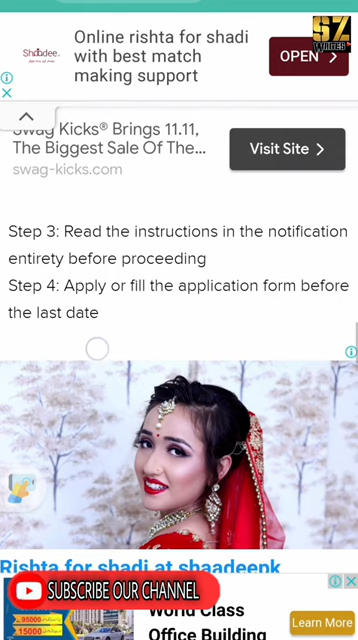 Online rishta for shadi
with best match
making support
Shaadee.
OPEN
SZ
Swag Kicks® Brings 11.11,
The Biggest Sale Of The...
swag-kicks.com
Visit Site
Step 3: Read the instructions in the notification
entirety before proceeding
Step 4: Apply or fill the application form before
the last date
Rishta for shadi at shaadeepk
SUBSCRIBE OUR CHANNEL
World Class
Office Building
95000
15000
Learn More